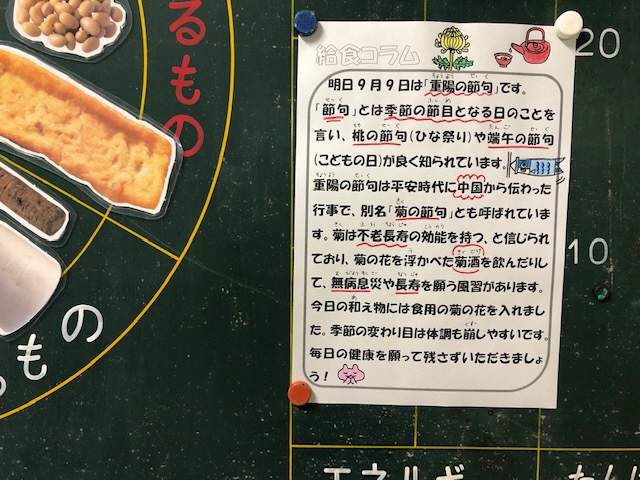 るもの
給食コラム
明日９月９日は「重陽の節句」です。
「節句」とは季節の節目となる日のことを
言い、桃の節句(ひな祭り)や端午の節句
(こどもの日)が良く知られています。
重陽の節句は平安時代に中国から伝わった
行事で、別名「菊の節句」とも呼ばれていま
す。菊は不老長寿の効能を持つ、と信じられ
ており、菊の花を浮かべた菊酒を飲んだりし
て、無病息災や長寿を願う風習があります。
今日の和え物には食用の菊の花を入れまし
た。季節の変わり目は体調も崩しやすいです。
毎日の健康を願って残さずいただきましょ
う！
20
10
るもの
エネルギ
たんぱ